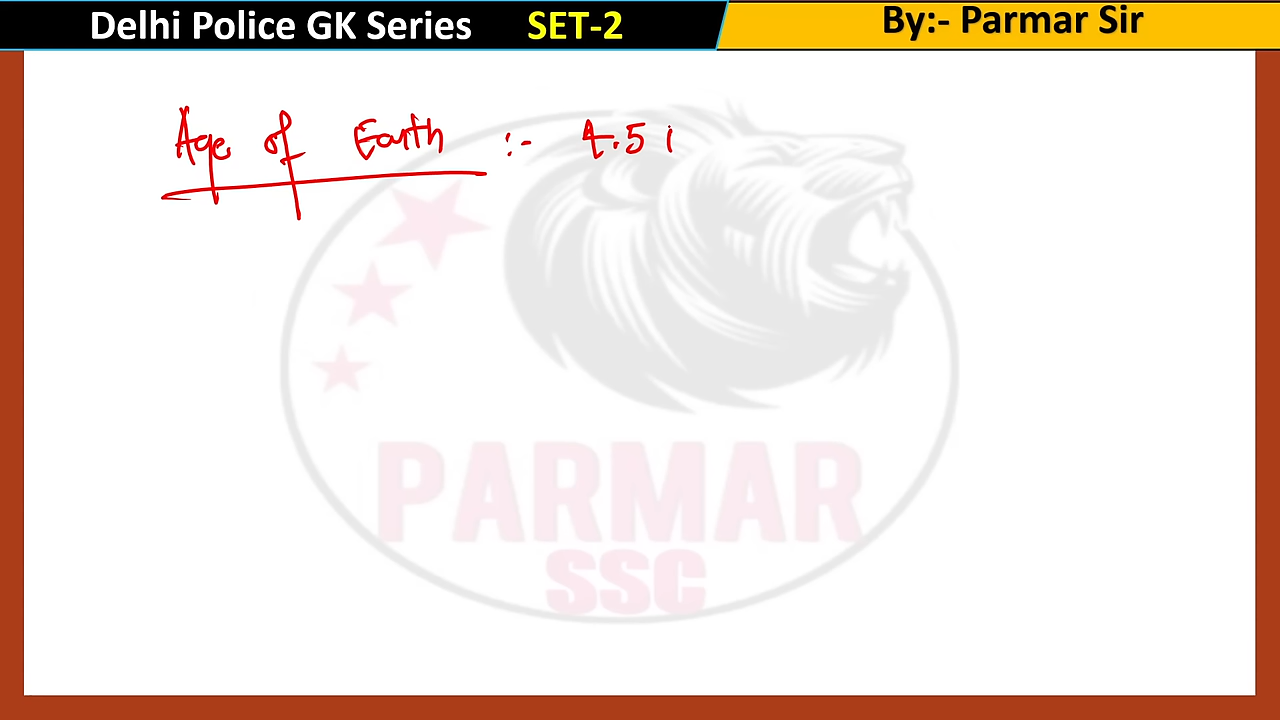 Delhi Police GK Series SET-2 By:- Parmar Sir
Age of Earth :- 4.5
PARMAR
SSC